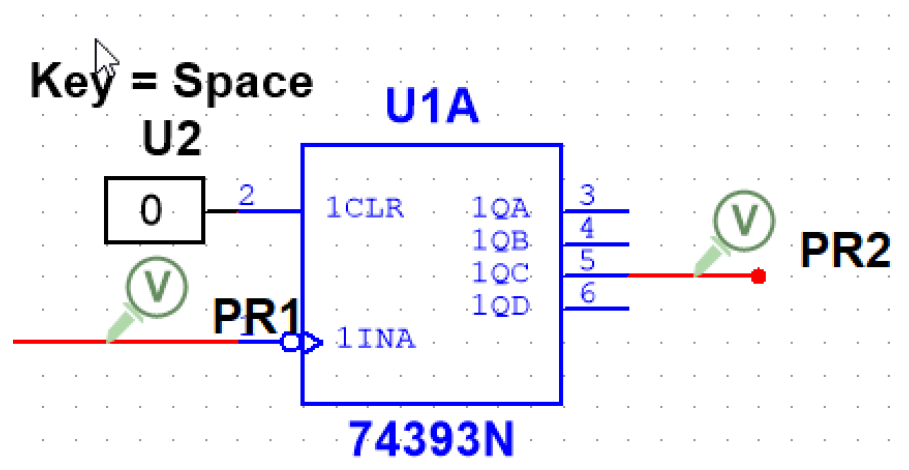 Key = Space
U1A
U2
0
2
1CLR
1QA
3
1QB
4
1QC
5
1QD
6
V
PR2
V
PR1
1INA
74393N